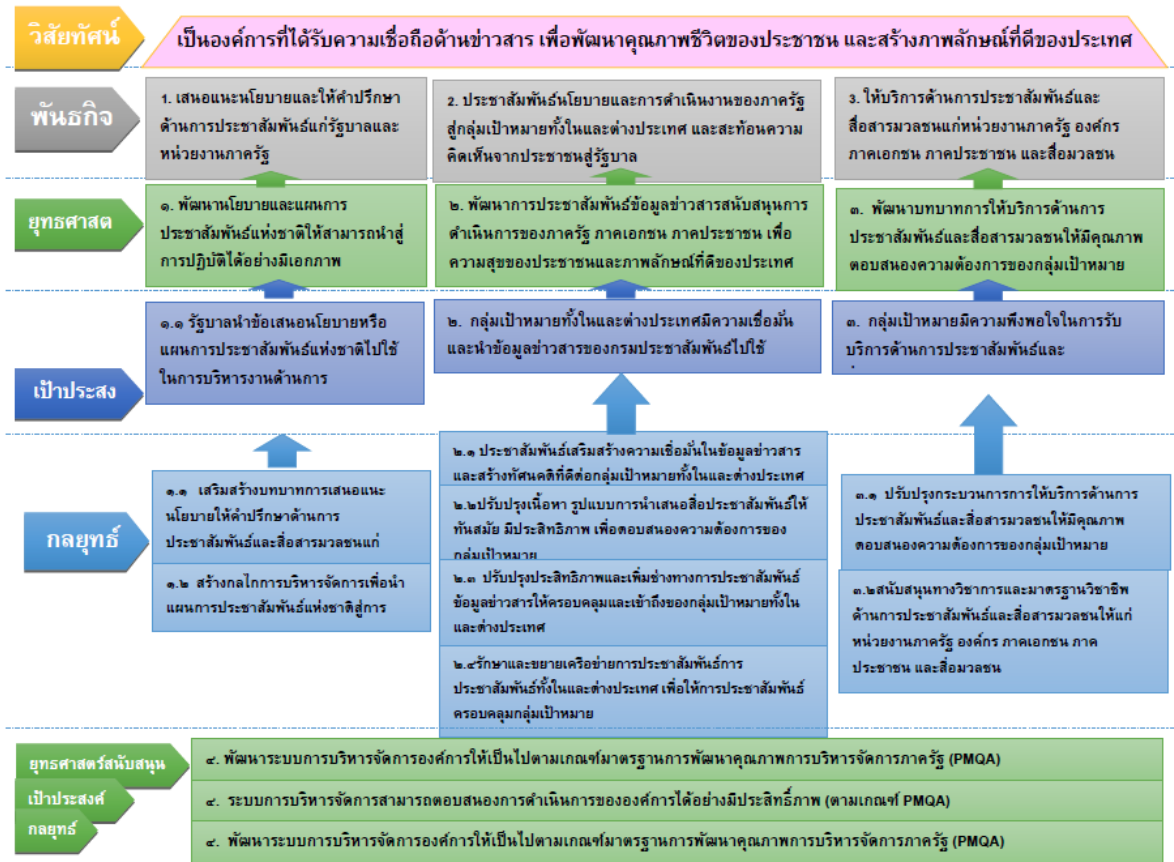 วิสัยทัศน์
เป็นองค์การที่ได้รับความเชื่อถือด้านข่าวสาร เพื่อพัฒนาคุณภาพชีวิตของประชาชน และสร้างภาพลักษณ์ที่ดีของประเทศ
พันธกิจ
1. เสนอแนะนโยบายและให้คำปรึกษา
ด้านการประชาสัมพันธ์แก่รัฐบาลและ
หน่วยงานภาครัฐ
2. ประชาสัมพันธ์นโยบายและการดำเนินงานของภาครัฐ
สู่กลุ่มเป้าหมายทั้งในและต่างประเทศ และสะท้อนความ
คิดเห็นจากประชาชนสู่รัฐบาล
3. ให้บริการด้านการประชาสัมพันธ์และ
สื่อสารมวลชนแก่หน่วยงานภาครัฐ องค์กร
ภาคเอกชน ภาคประชาชน และสื่อมวลชน
ยุทธศาสต
๑. พัฒนานโยบายและแผนการ
ประชาสัมพันธ์แห่งชาติให้สามารถนำสู่
การปฏิบัติได้อย่างมีเอกภาพ
๒. พัฒนาการประชาสัมพันธ์ข้อมูลข่าวสารสนับสนุนการ
ดำเนินการของภาครัฐ ภาคเอกชน ภาคประชาชน เพื่อ
ความสุขของประชาชนและภาพลักษณ์ที่ดีของประเทศ
๓. พัฒนาบทบาทการให้บริการด้านการ
ประชาสัมพันธ์และสื่อสารมวลชนให้มีคุณภาพ
ตอบสนองความต้องการของกลุ่มเป้าหมาย
เป้าประสง
๑.๑ รัฐบาลนำข้อเสนอนโยบายหรือ
แผนการประชาสัมพันธ์แห่งชาติไปใช้
ในการบริหารงานด้านการ
๒. กลุ่มเป้าหมายทั้งในและต่างประเทศมีความเชื่อมั่น
และนำข้อมูลข่าวสารของกรมประชาสัมพันธ์ไปใช้
๓. กลุ่มเป้าหมายมีความพึงพอใจในการรับ
บริการด้านการประชาสัมพันธ์และ
กลยุทธ์
๑.๑ เสริมสร้างบทบาทการเสนอแนะ
นโยบายให้คำปรึกษาด้านการ
ประชาสัมพันธ์และสื่อสารมวลชนแก่
๑.๒ สร้างกลไกการบริหารจัดการเพื่อนำ
แผนการประชาสัมพันธ์แห่งชาติสู่การ
๒.๑ ประชาสัมพันธ์เสริมสร้างความเชื่อมั่นในข้อมูลข่าวสาร
และสร้างทัศนคติที่ดีต่อกลุ่มเป้าหมายทั้งในและต่างประเทศ
๒.๒ปรับปรุงเนื้อหา รูปแบบการนำเสนอสื่อประชาสัมพันธ์ให้
ทันสมัย มีประสิทธิภาพ เพื่อตอบสนองความต้องการของ
กลุ่มเป้าหมาย
๒.๓ ปรับปรุงประสิทธิภาพและเพิ่มช่างทางการประชาสัมพันธ์
ข้อมูลข่าวสารให้ครอบคลุมและเข้าถึงของกลุ่มเป้าหมายทั้งใน
และต่างประเทศ
๒.๔รักษาและขยายเครือข่ายการประชาสัมพันธ์การ
ประชาสัมพันธ์ทั้งในและต่างประเทศ เพื่อให้การประชาสัมพันธ์
ครอบคลุมกลุ่มเป้าหมาย
๓.๑ ปรับปรุงกระบวนการการให้บริการด้านการ
ประชาสัมพันธ์และสื่อสารมวลชนให้มีคุณภาพ
ตอบสนองความต้องการของกลุ่มเป้าหมาย
๓.๒สนับสนุนทางวิชาการและมาตรฐานวิชาชีพ
ด้านการประชาสัมพันธ์และสื่อสารมวลชนให้แก่
หน่วยงานภาครัฐ องค์กร ภาคเอกชน ภาค
ประชาชน และสื่อมวลชน
ยุทธศาสตร์สนับสนุน
๔. พัฒนาระบบการบริหารจัดการองค์การให้เป็นไปตามเกณฑ์มาตรฐานการพัฒนาคุณภาพการบริหารจัดการภาครัฐ (PMQA)
เป้าประสงค์
๔. ระบบการบริหารจัดการสามารถตอบสนองการดำเนินการขององค์การได้อย่างมีประสิทธิ์ภาพ (ตามเกณฑ์ PMQA)
กลยุทธ์
๔. พัฒนาระบบการบริหารจัดการองค์การให้เป็นไปตามเกณฑ์มาตรฐานการพัฒนาคุณภาพการบริหารจัดการภาครัฐ (PMQA)